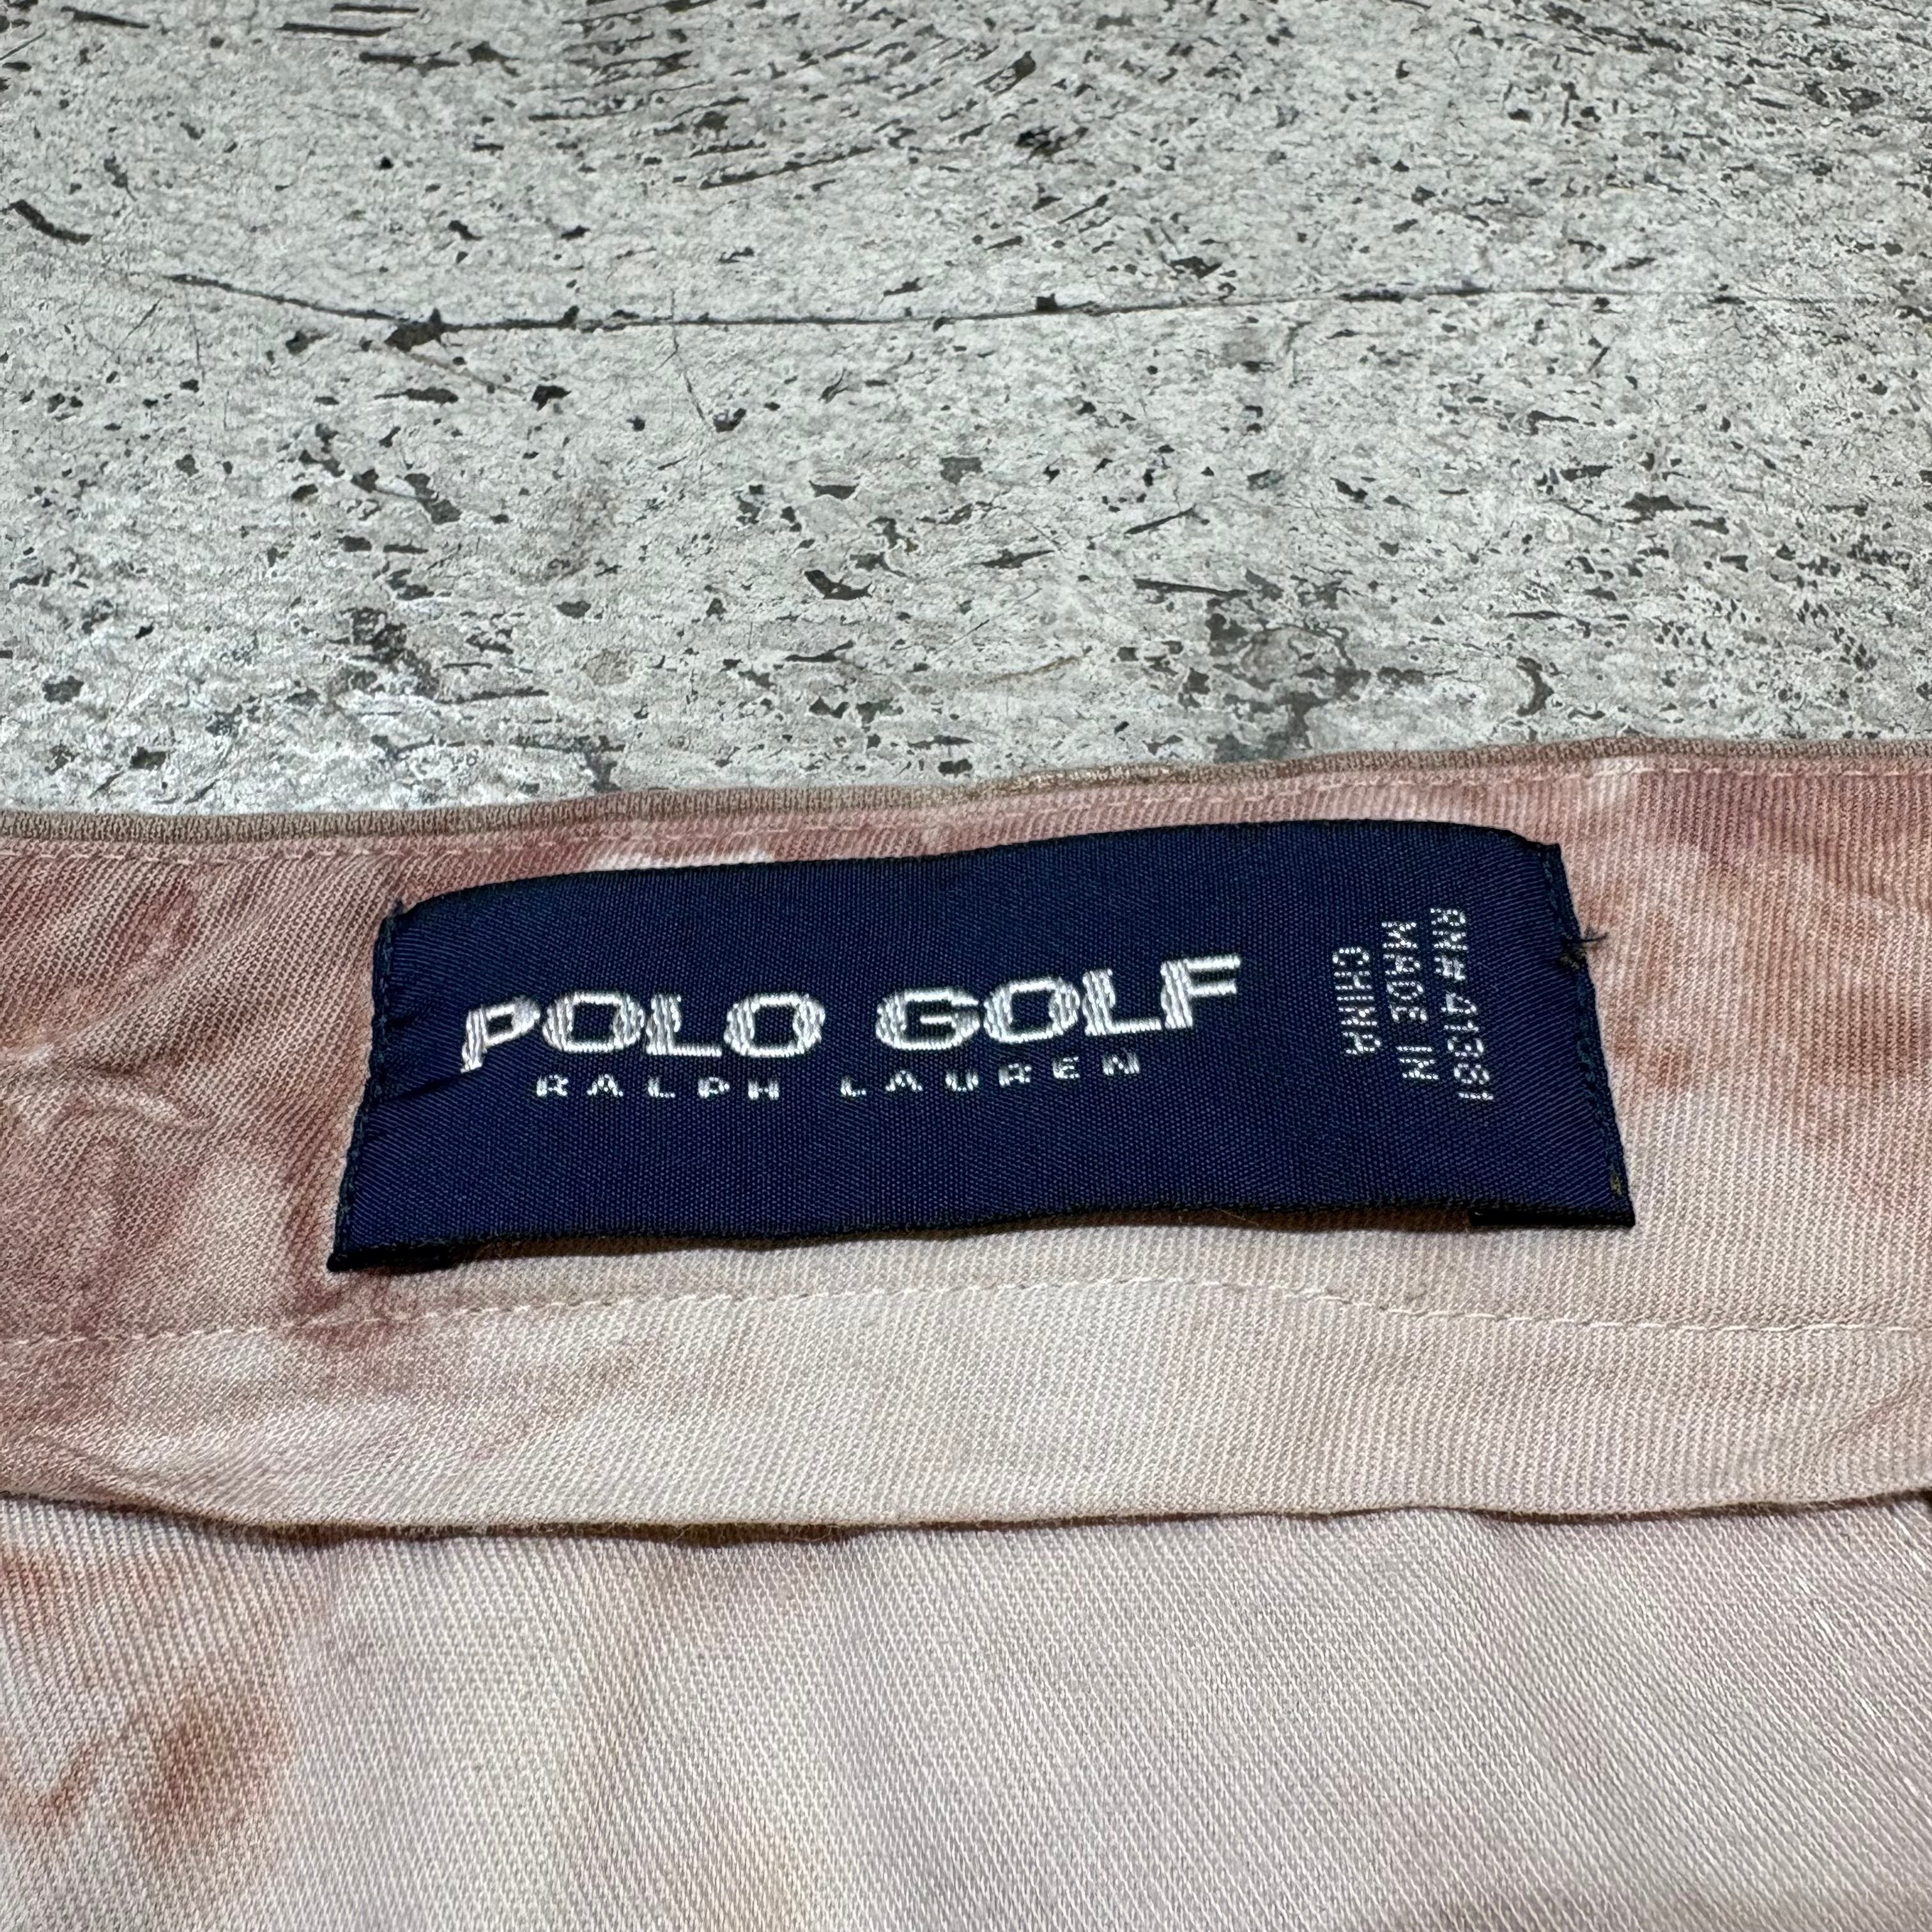 POLO GOLF
RALPH LAUREN
RN# 41381
MADE IN
CHINA